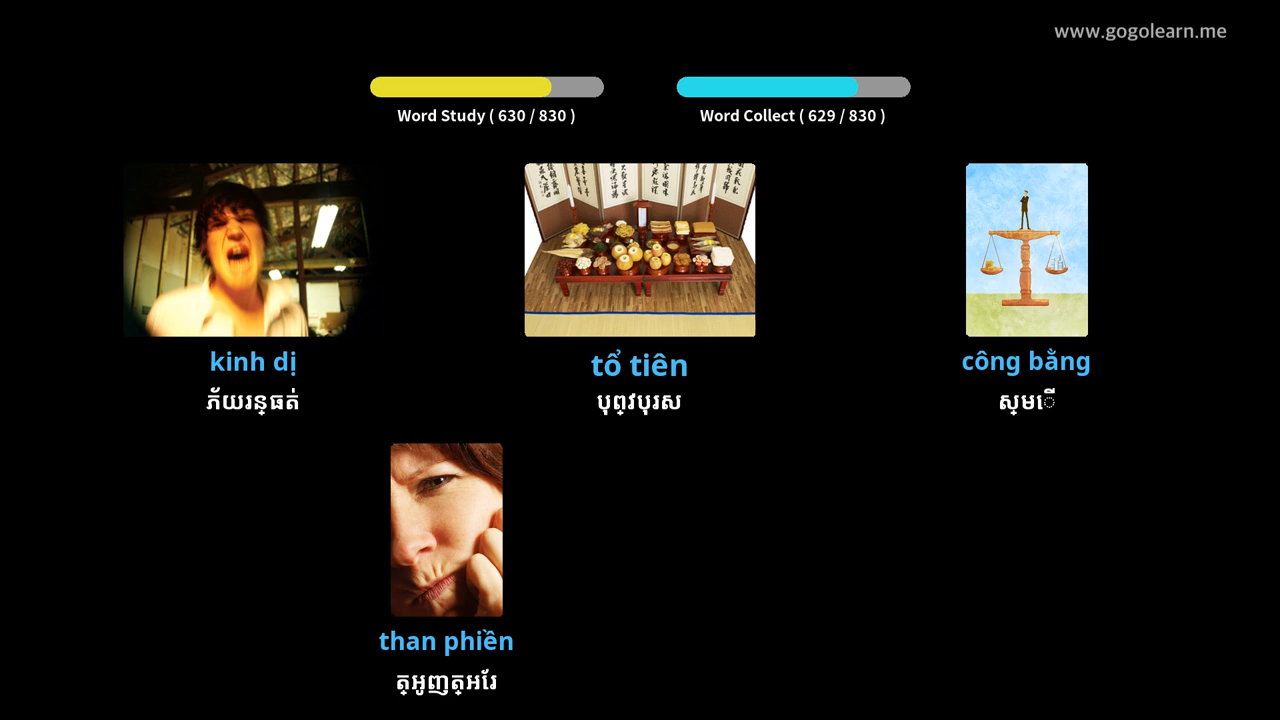 www.gogolearn.me
Word Study ( 630 / 830 )
Word Collect ( 629 / 830 )
kinh dị
ភ័យរន្ធត់
tổ tiên
បុព្វបុរស
công bằng
ស្មើ
than phiền
ត្អូញត្អរែ